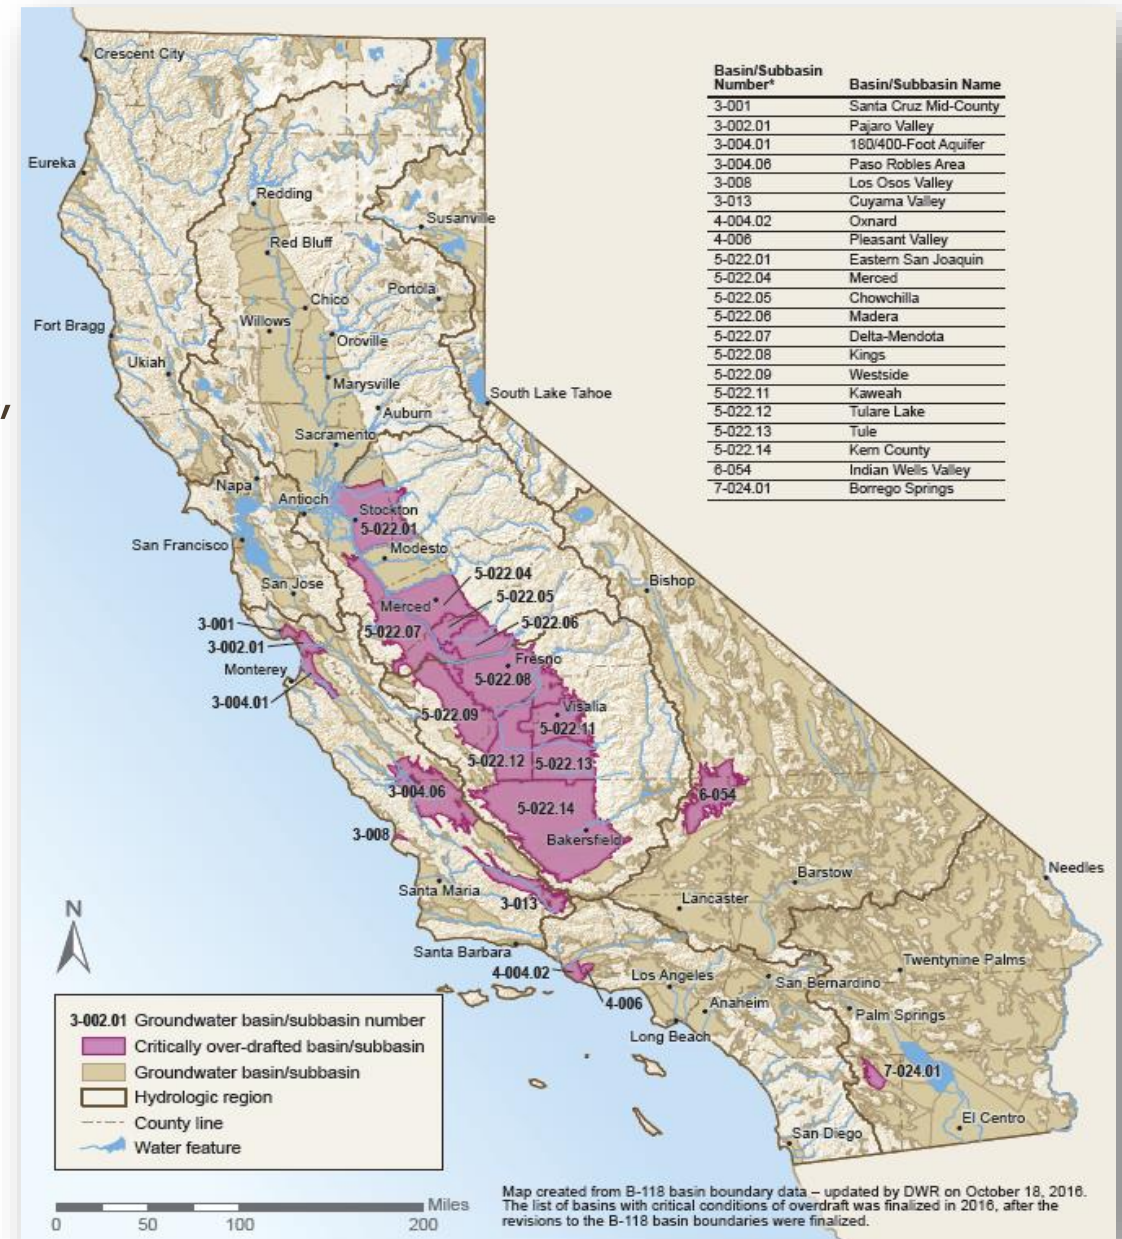 ,
Crescent City
Eureka
Redding
Susanville
Red Bluff
Chico
Portola
Willows
Fort Bragg
Oroville
Ukiah
Marysville
South Lake Tahoe
Auburn
Sacramento
Napa
Antioch
Stockton
5-022.01
San Francisco
Modesto
San Jose
5-022.04
Bishop
5-022.05
Merced
3-001
5-022.07
5-022.06
3-002.01
Fresno
Monterey
5-022.08
3-004.01
Visalia
5-022.09
5-022.11
5-022.12
5-022.13
3-004.06
6-054
5-022.14
3-008
Bakersfield
Needles
Barstow
Santa Maria
3-013
Lancaster
Santa Barbara
Twentynine Palms
4-004.02
Los Angeles
San Bernardino
4-006
Anaheim
Palm Springs
Long Beach
7-024.01
El Centro
San Diego
Basin/Subbasin
Number* Basin/Subbasin Name
3-001 Santa Cruz Mid-County
3-002.01 Pajaro Valley
3-004.01 180/400-Foot Aquifer
3-004.06 Paso Robles Area
3-008 Los Osos Valley
3-013 Cuyama Valley
4-004.02 Oxnard
4-006 Pleasant Valley
5-022.01 Eastern San Joaquin
5-022.04 Merced
5-022.05 Chowchilla
5-022.06 Madera
5-022.07 Delta-Mendota
5-022.08 Kings
5-022.09 Westside
5-022.11 Kaweah
5-022.12 Tulare Lake
5-022.13 Tule
5-022.14 Kern County
6-054 Indian Wells Valley
7-024.01 Borrego Springs
N
3-002.01 Groundwater basin/subbasin number
Critically over-drafted basin/subbasin
Groundwater basin/subbasin
Hydrologic region
County line
Water feature
Miles
0 50 100 200
Map created from B-118 basin boundary data – updated by DWR on October 18, 2016.
The list of basins with critical conditions of overdraft was finalized in 2016, after the
revisions to the B-118 basin boundaries were finalized.